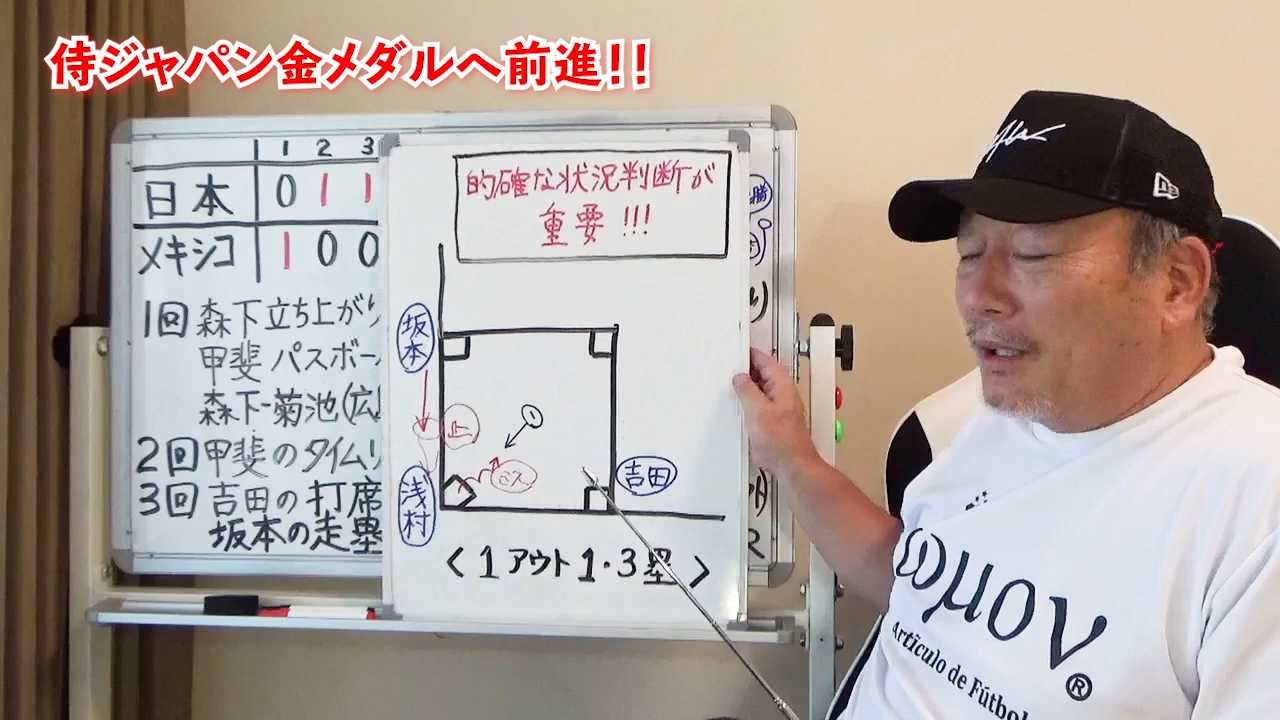 侍ジャパン金メダルへ前進!!
1 2 3
日本 0 1 1
メキシコ 1 0 0
1回 森下立ち上がり
甲斐 パスボー
森下-菊池(広
2回 甲斐のタイムリ
3回 吉田の打席
坂本の走塁
的確な状況判断が
重要!!!
坂本
止
1
ミス
吉田
浅村
<1アウト1・3塁>
勝
ωμον®
Artículo de Fútbol